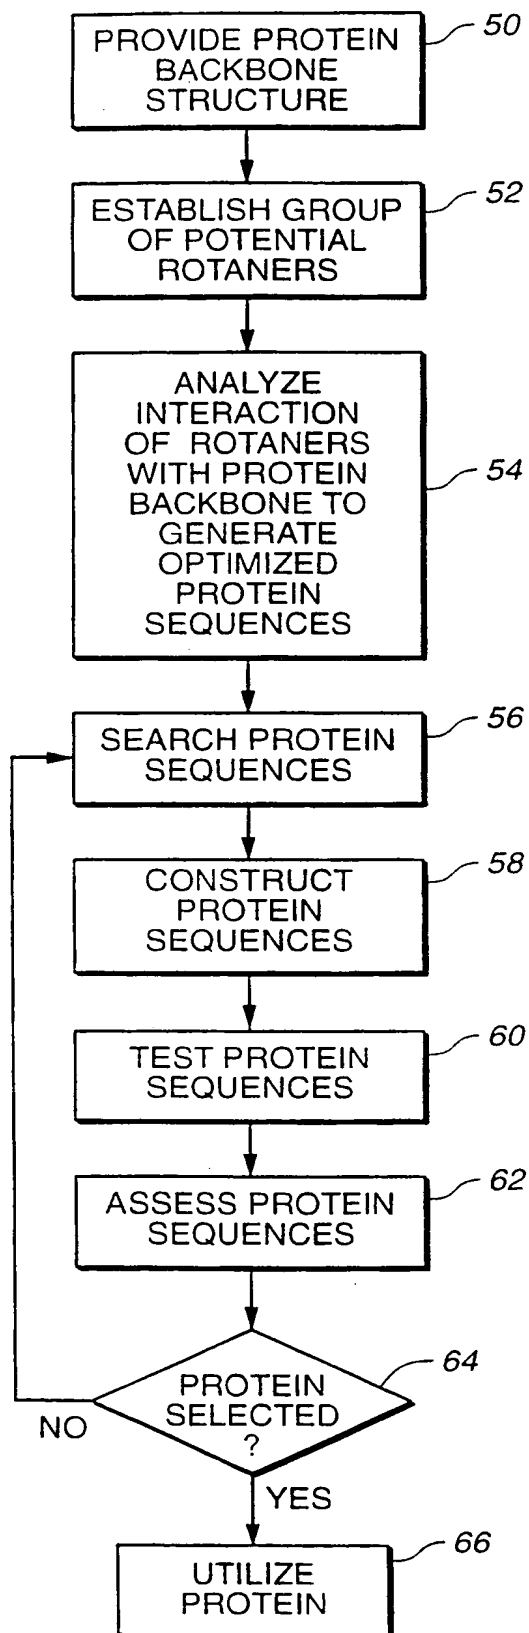 PROVIDE PROTEIN
BACKBONE
STRUCTURE
50
ESTABLISH GROUP
OF POTENTIAL
ROTANERS
52
ANALYZE
INTERACTION
OF ROTANERS
WITH PROTEIN
BACKBONE TO
GENERATE
OPTIMIZED
PROTEIN
SEQUENCES
54
SEARCH PROTEIN
SEQUENCES
56
CONSTRUCT
PROTEIN
SEQUENCES
58
TEST PROTEIN
SEQUENCES
60
ASSESS PROTEIN
SEQUENCES
62
PROTEIN
SELECTED
?
64
NO
YES
UTILIZE
PROTEIN
66